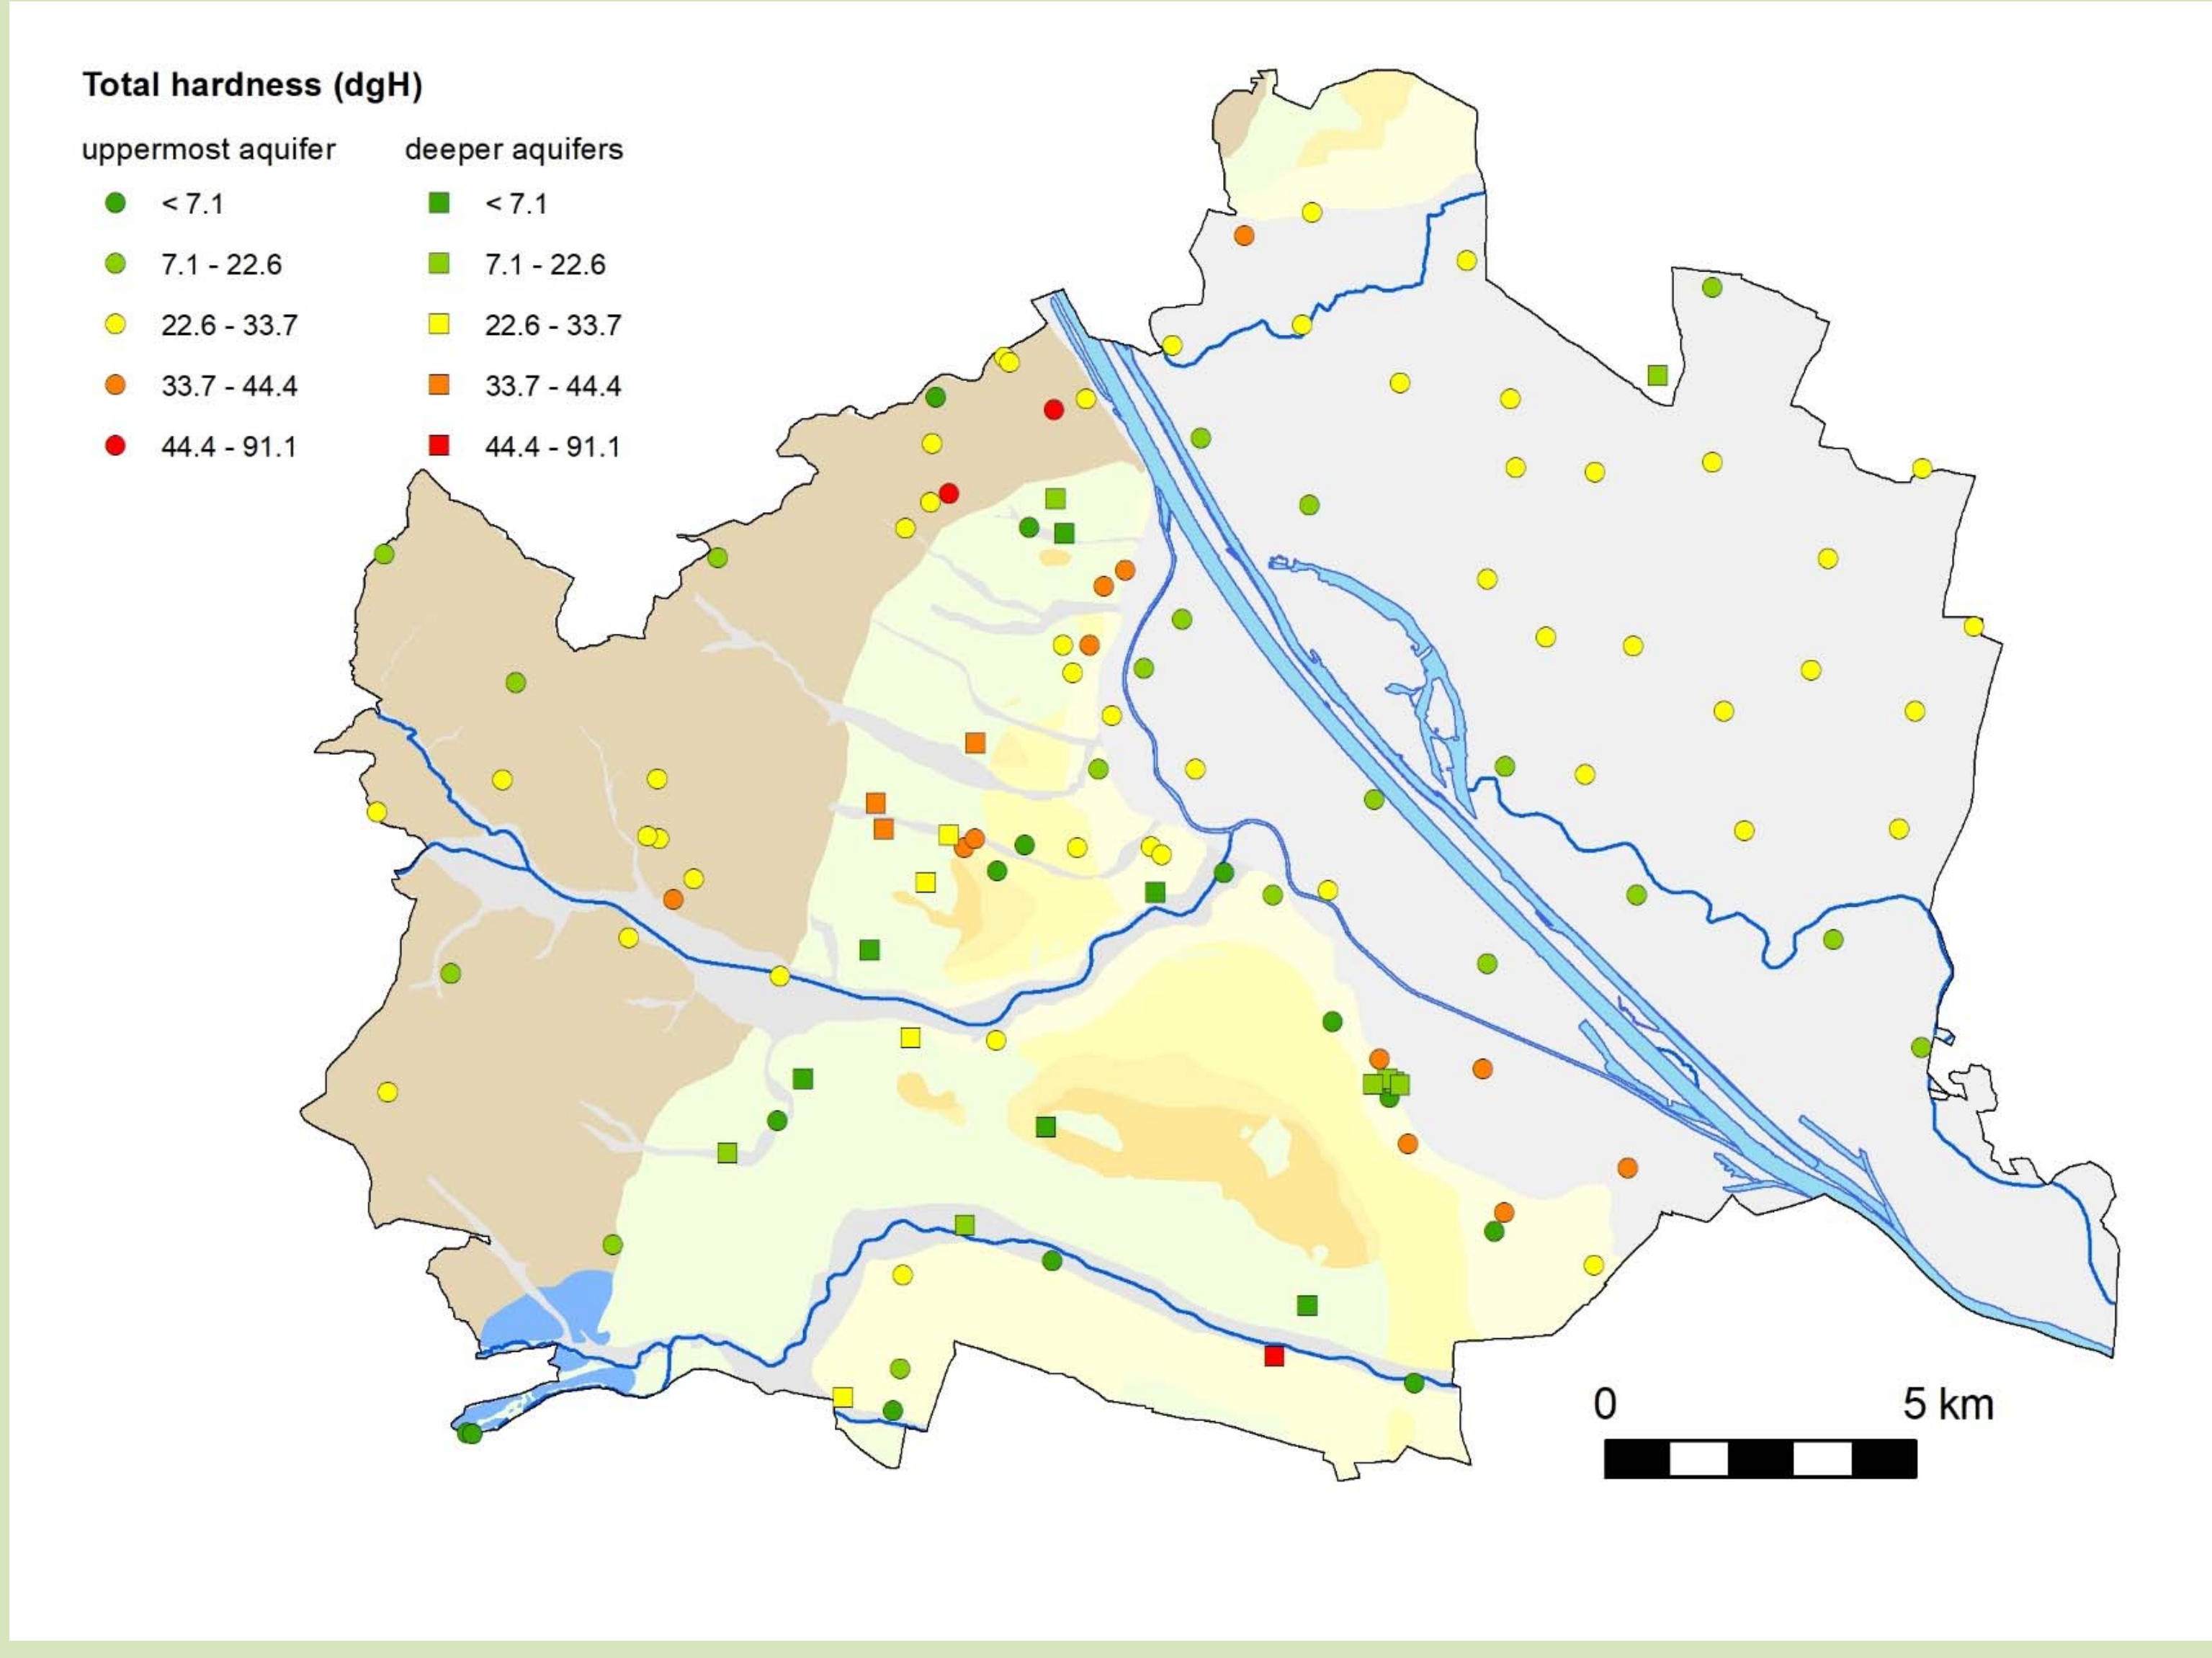 Total hardness (dgH)
uppermost aquifer deeper aquifers
< 7.1 < 7.1
7.1 - 22.6 7.1 - 22.6
22.6 - 33.7 22.6 - 33.7
33.7 - 44.4 33.7 - 44.4
44.4 - 91.1 44.4 - 91.1
0 5 km